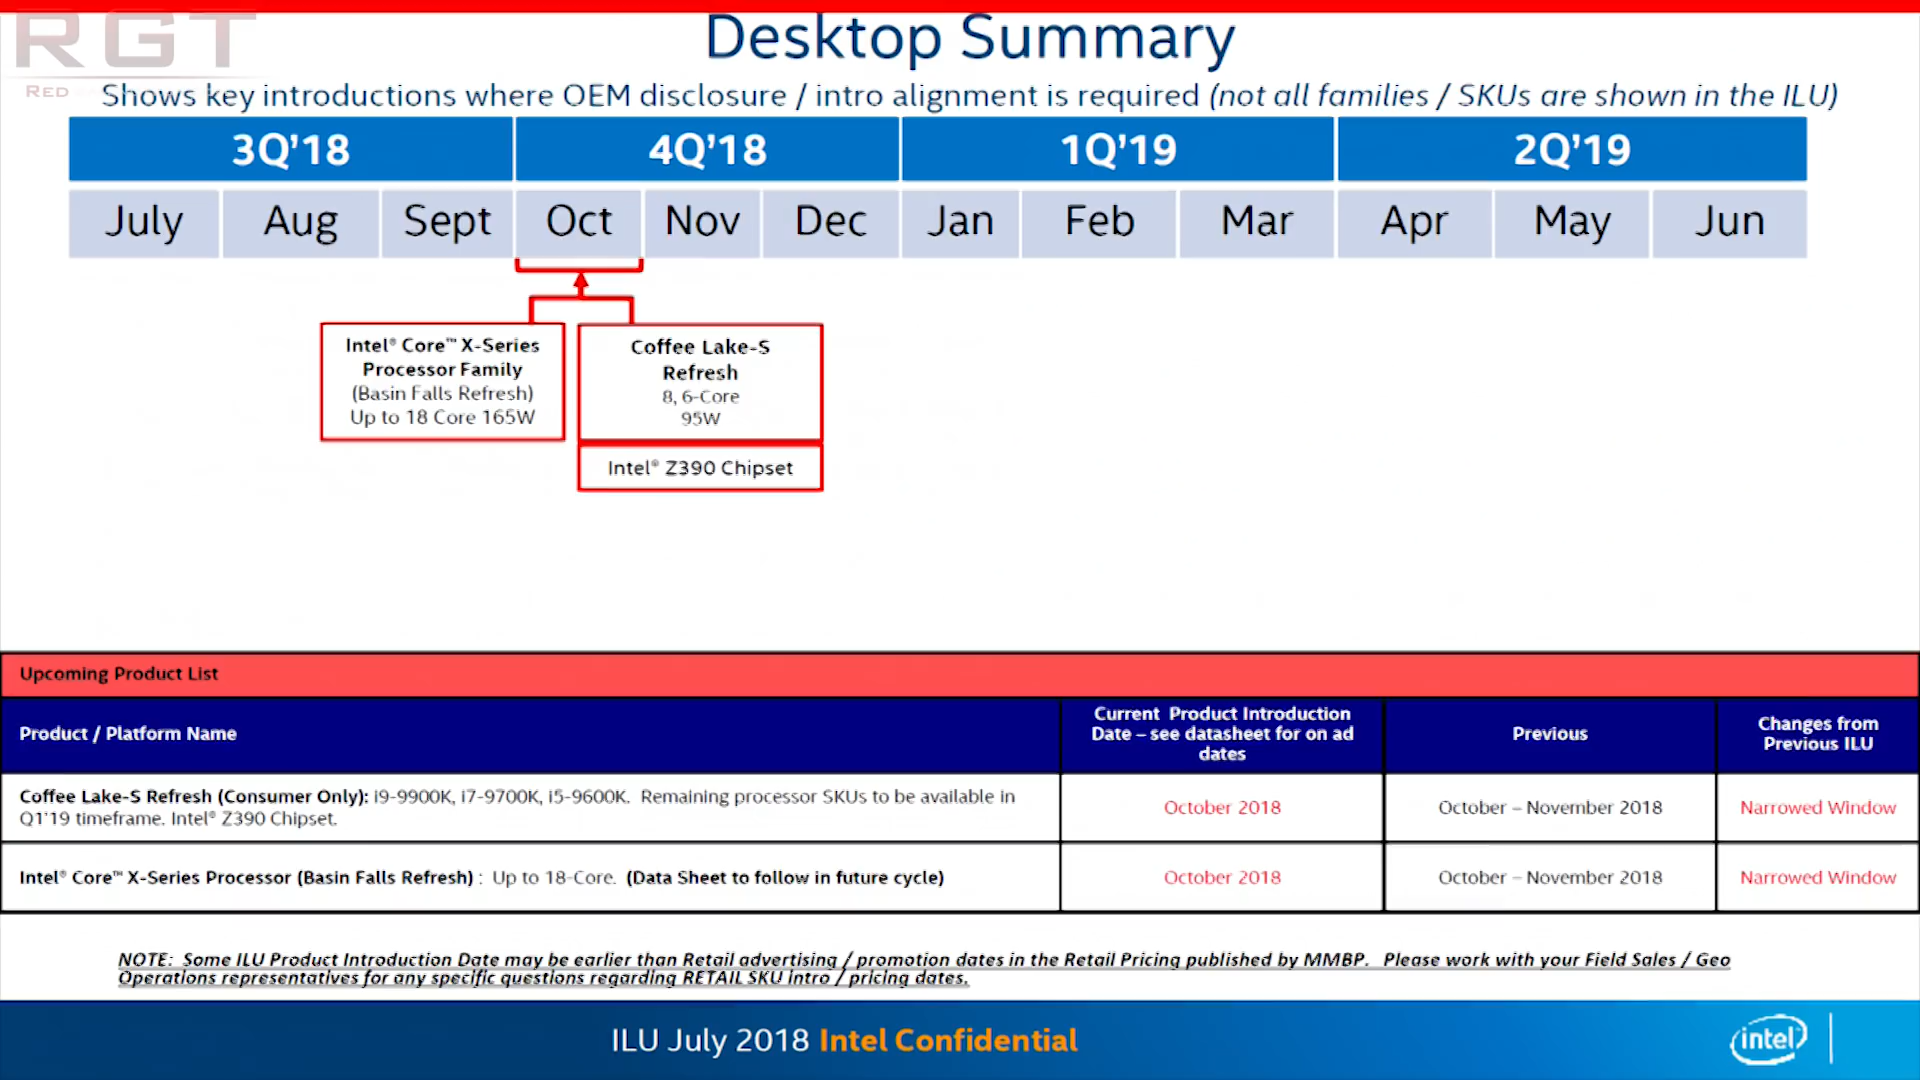 RGT
RED
Desktop Summary
Shows key introductions where OEM disclosure / intro alignment is required (not all families / SKUs are shown in the ILU)
3Q’18 4Q’18 1Q’19 2Q’19
July Aug Sept Oct Nov Dec Jan Feb Mar Apr May Jun
Intel® Core™ X-Series
Processor Family
(Basin Falls Refresh)
Up to 18 Core 165W
Coffee Lake-S
Refresh
8, 6-Core
95W
Intel® Z390 Chipset
Upcoming Product List
Product / Platform Name
Current Product Introduction
Date – see datasheet for on ad
dates
Previous
Changes from
Previous ILU
Coffee Lake-S Refresh (Consumer Only): i9-9900K, i7-9700K, i5-9600K. Remaining processor SKUs to be available in
Q1'19 timeframe. Intel® Z390 Chipset.
October 2018
October – November 2018
Narrowed Window
Intel® Core™ X-Series Processor (Basin Falls Refresh) : Up to 18-Core. (Data Sheet to follow in future cycle)
October 2018
October – November 2018
Narrowed Window
NOTE: Some ILU Product Introduction Date may be earlier than Retail advertising / promotion dates in the Retail Pricing published by MMBP. Please work with your Field Sales / Geo
Operations representatives for any specific questions regarding RETAIL SKU intro / pricing dates.
ILU July 2018 Intel Confidential
intel